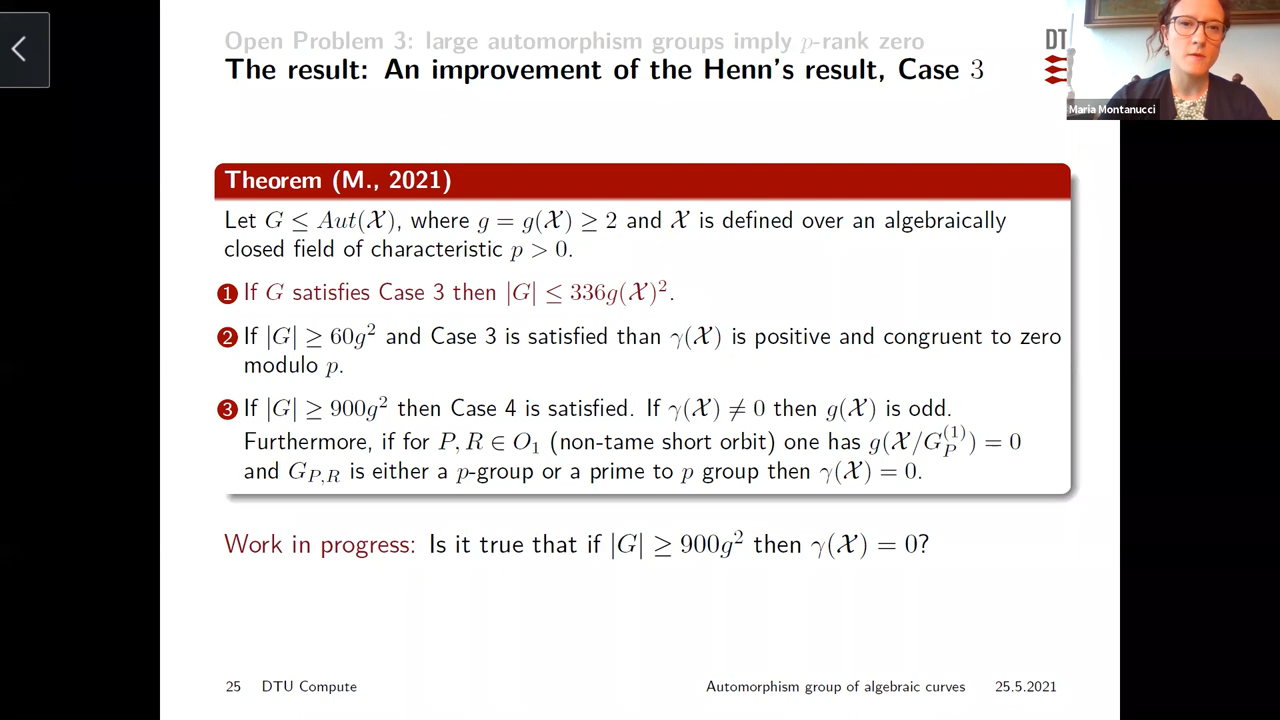 Open Problem 3: large automorphism groups imply p-rank zero
The result: An improvement of the Henn's result, Case 3
DT
Maria Montanucci
Theorem (M., 2021)
Let G ≤ Aut(𝒳), where g = g(𝒳) ≥ 2 and 𝒳 is defined over an algebraically
closed field of characteristic p > 0.
1 If G satisfies Case 3 then |G| ≤ 336g(𝒳)².
2 If |G| ≥ 60g² and Case 3 is satisfied than γ(𝒳) is positive and congruent to zero
modulo p.
3 If |G| ≥ 900g² then Case 4 is satisfied. If γ(𝒳) ≠ 0 then g(𝒳) is odd.
Furthermore, if for P, R ∈ O₁ (non-tame short orbit) one has g(𝒳/G_P^{(1)}) = 0
and G_{P,R} is either a p-group or a prime to p group then γ(𝒳) = 0.
Work in progress: Is it true that if |G| ≥ 900g² then γ(𝒳) = 0?
25 DTU Compute Automorphism group of algebraic curves 25.5.2021